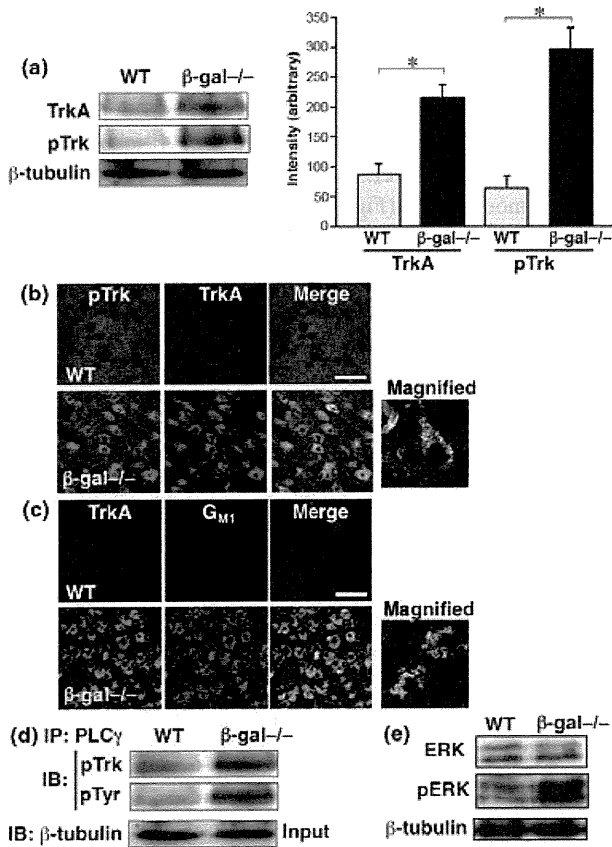 (a)
WT β-gal–/–
TrkA
pTrk
β-tubulin
Intensity (arbitrary)
350
300
250
200
150
100
50
0
*
*
WT β-gal–/– WT β-gal–/–
TrkA pTrk
(b)
pTrk TrkA Merge
WT
Magnified
β-gal–/–
(c)
TrkA GM1 Merge
WT
Magnified
β-gal–/–
(d) IP: PLCγ WT β-gal–/–
IB: pTrk
pTyr
IB: β-tubulin Input
(e) WT β-gal–/–
ERK
pERK
β-tubulin